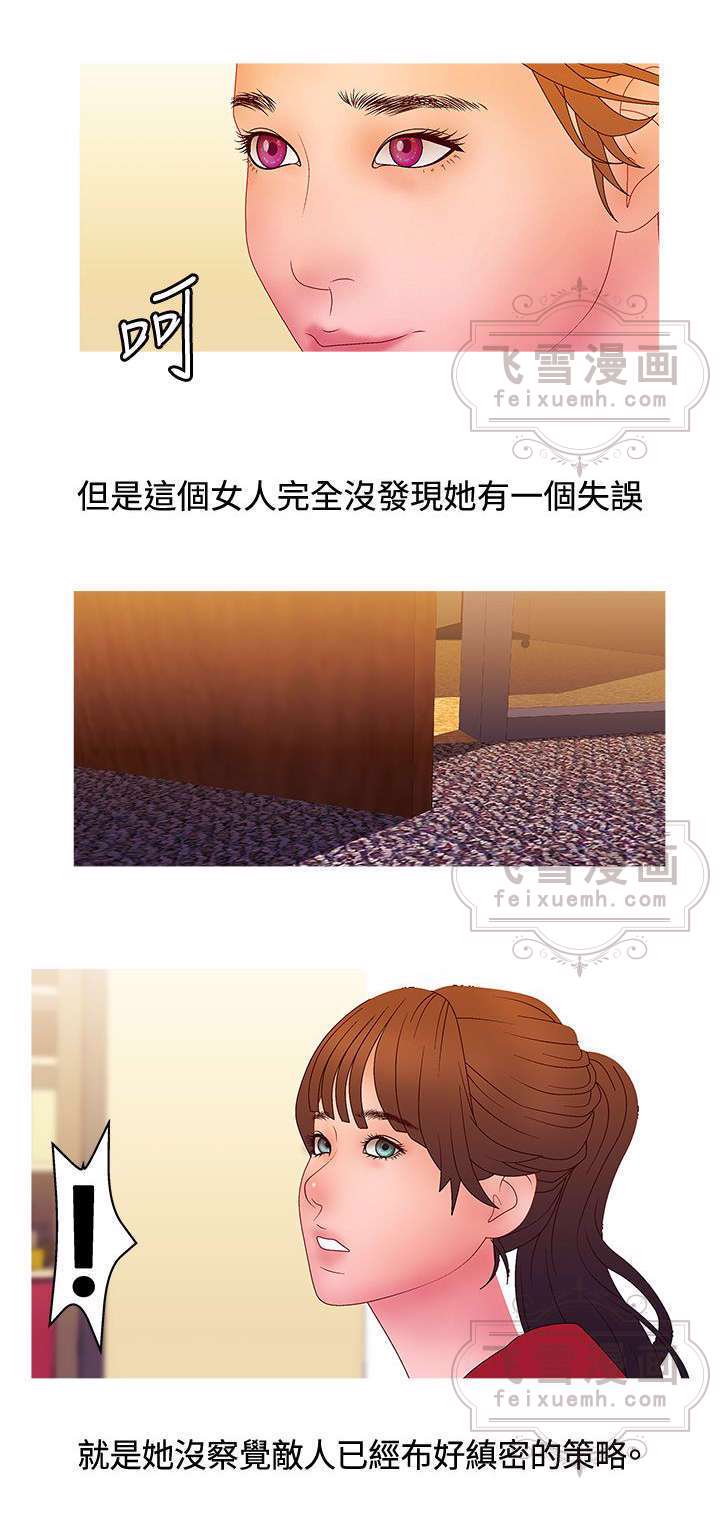 呵
飞雪漫画
feixuemh.com
但是這個女人完全沒發現她有一個失誤
飞雪漫画
feixuemh.com
!
飞雪漫画
feixuemh.com
就是她沒察覺敵人已經布好縝密的策略。